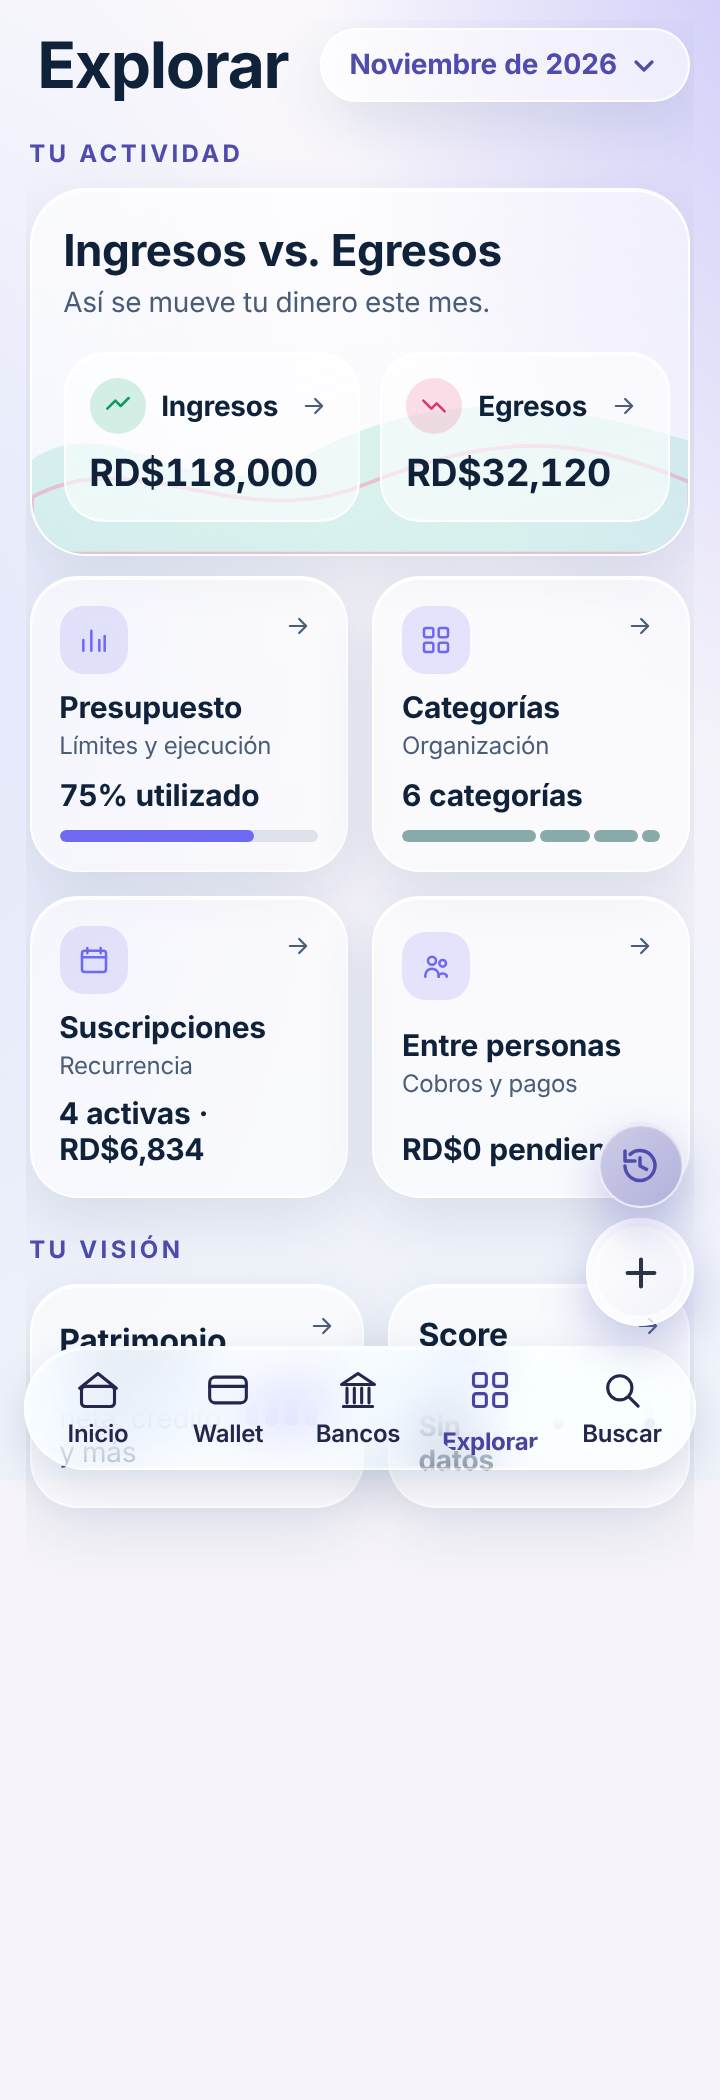 Explorar
Noviembre de 2026
TU ACTIVIDAD
Ingresos vs. Egresos
Así se mueve tu dinero este mes.
Ingresos
RD$118,000
Egresos
RD$32,120
Presupuesto
Límites y ejecución
75% utilizado
Categorías
Organización
6 categorías
Suscripciones
Recurrencia
4 activas ·
RD$6,834
Entre personas
Cobros y pagos
RD$0 pendien
TU VISIÓN
Patrimonio
crédito
y más
Score
Sin
datos
Inicio
Wallet
Bancos
Explorar
Buscar